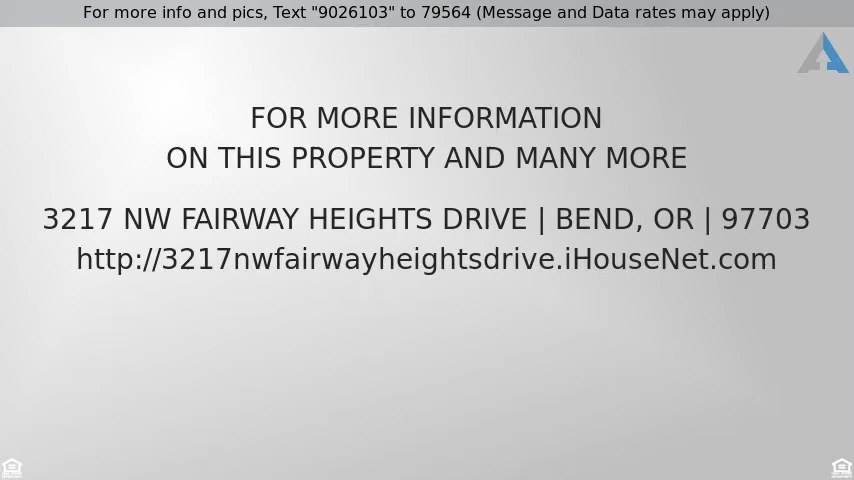 For more info and pics, Text "9026103" to 79564 (Message and Data rates may apply)
FOR MORE INFORMATION
ON THIS PROPERTY AND MANY MORE
3217 NW FAIRWAY HEIGHTS DRIVE | BEND, OR | 97703
http://3217nwfairwayheightsdrive.iHouseNet.com